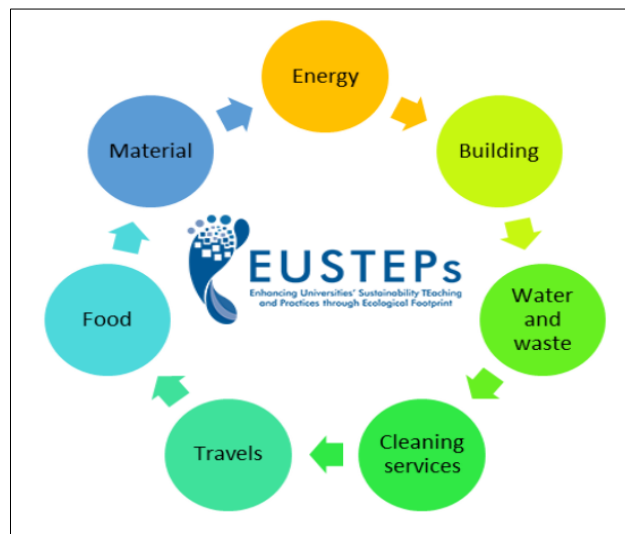 Energy
Building
Water
and
waste
Cleaning
services
Travels
Food
Material
EUSTEPs
Enhancing Universities' Sustainability TEaching
and Practices through Ecological Footprint